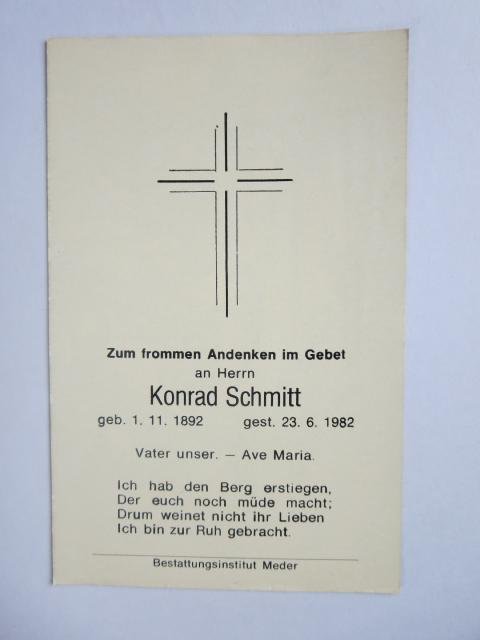 Zum frommen Andenken im Gebet
an Herrn
Konrad Schmitt
geb. 1. 11. 1892 gest. 23. 6. 1982
Vater unser. – Ave Maria.
Ich hab den Berg erstiegen,
Der euch noch müde macht;
Drum weinet nicht ihr Lieben
Ich bin zur Ruh gebracht.
Bestattungsinstitut Meder